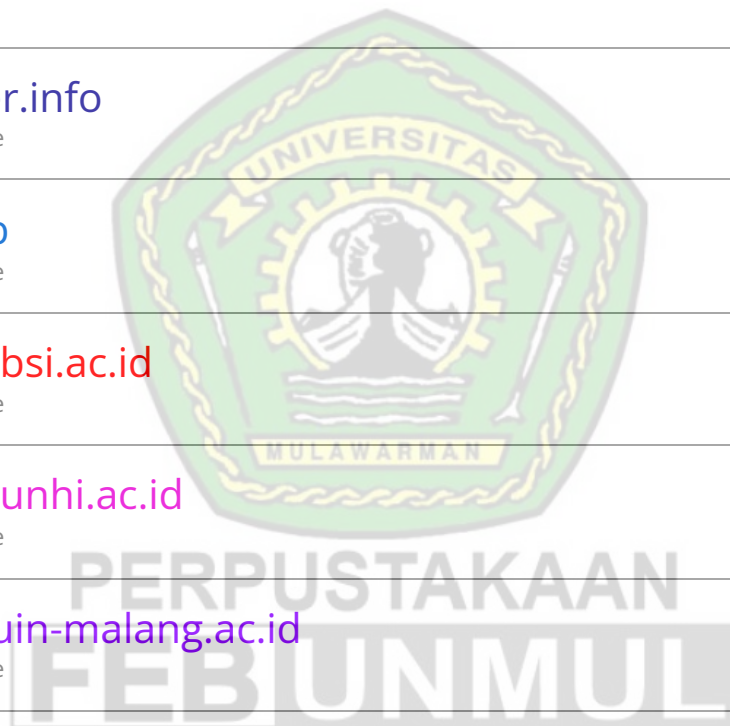 r.info
e
e
bsi.ac.id
e
unhi.ac.id
e
uin-malang.ac.id
e
UNIVERSITAS
MULAWARMAN
PERPUSTAKAAN
FEB UNMUL